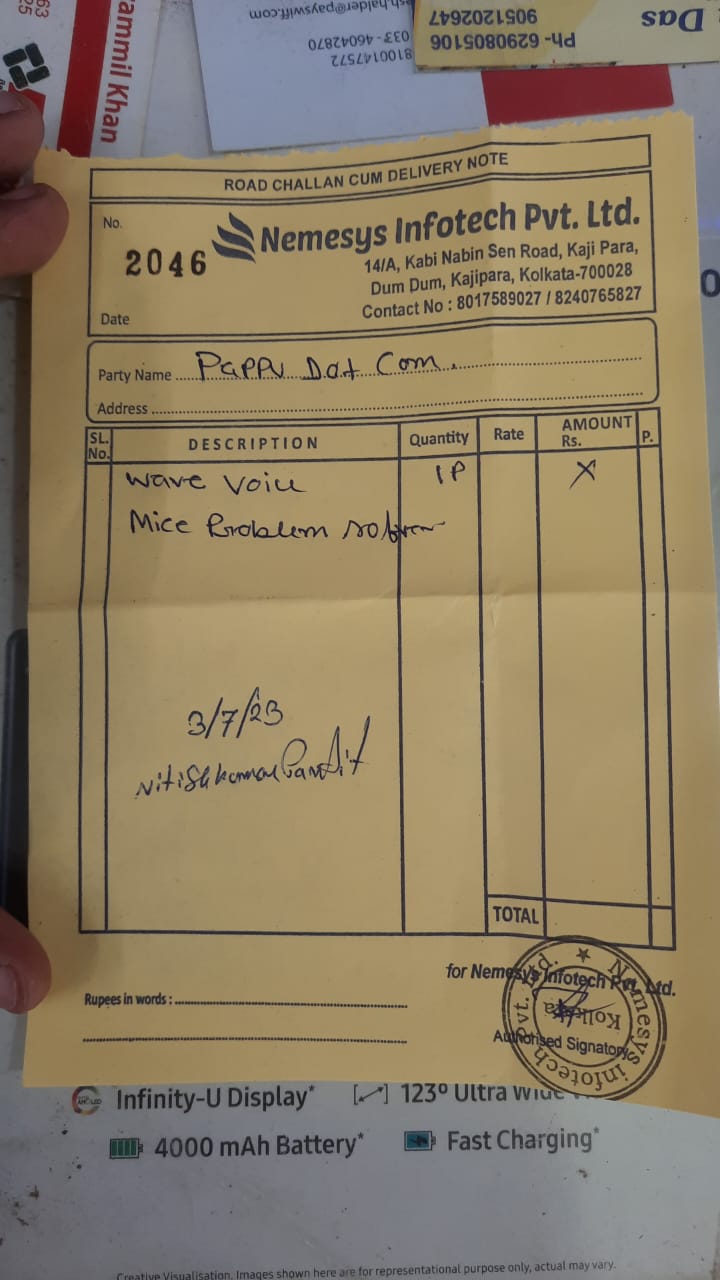 ammil Khan
63
25
sh.halder@payswiff.com
033- 46042870
8100147572
Das
Ph- 6290805106
9051202647
ROAD CHALLAN CUM DELIVERY NOTE
No.
2046
Nemesys Infotech Pvt. Ltd.
14/A, Kabi Nabin Sen Road, Kaji Para,
Dum Dum, Kajipara, Kolkata-700028
Contact No : 8017589027 / 8240765827
Date
Party Name Pappu Dot Com.
Address
SL. No. DESCRIPTION Quantity Rate AMOUNT Rs. P.
Wave Voice 1P X
Mice Problem
3/7/23
Nitish Kumar Pandit
TOTAL
for Nemesys Infotech Pvt. Ltd.
Nemesys infotech Pvt. Ltd.
Kolkata
Rupees in words :
Authorised Signatory
Infinity-U Display* 123° Ultra Wide
4000 mAh Battery* Fast Charging*
Creative Visualisation. Images shown here are for representational purpose only, actual may vary.